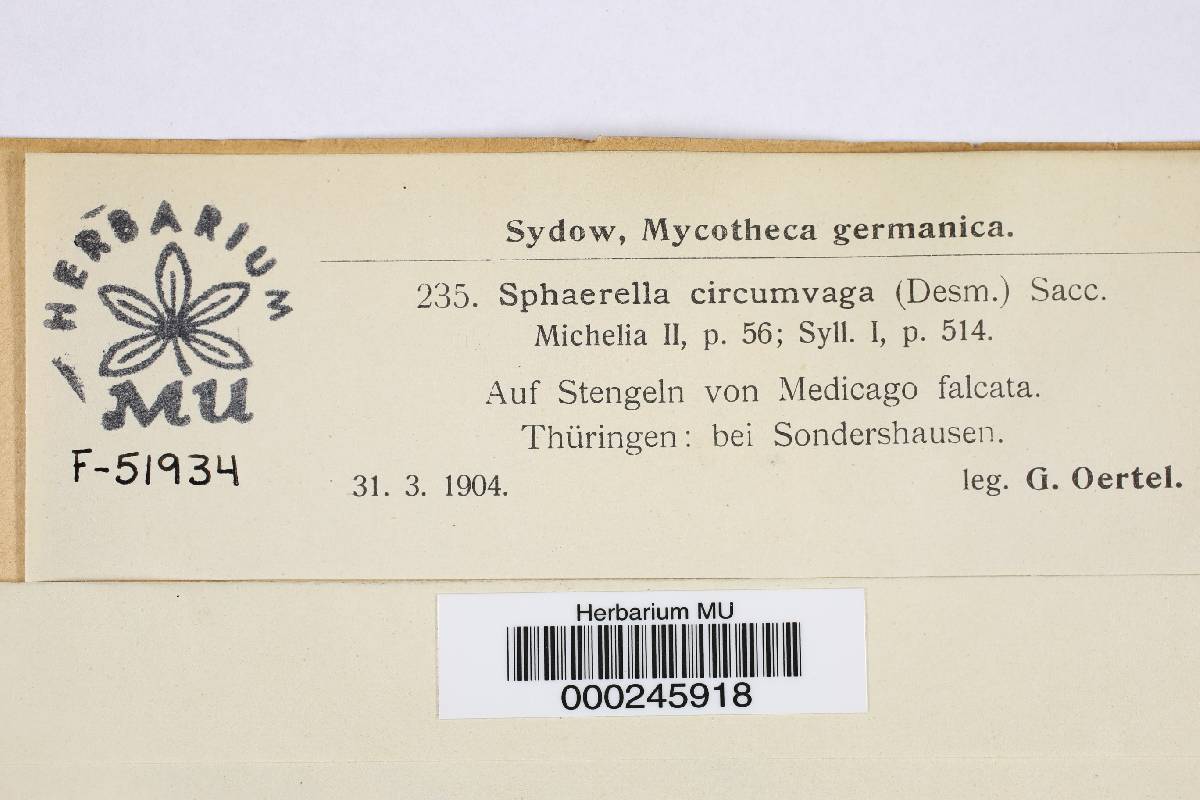 HERBARIUM
MU
F-51934
Sydow, Mycotheca germanica.
235. Sphaerella circumvaga (Desm.) Sacc.
Michelia II, p. 56; Syll. I, p. 514.
Auf Stengeln von Medicago falcata.
Thüringen: bei Sondershausen.
31. 3. 1904. leg. G. Oertel.
Herbarium MU
000245918